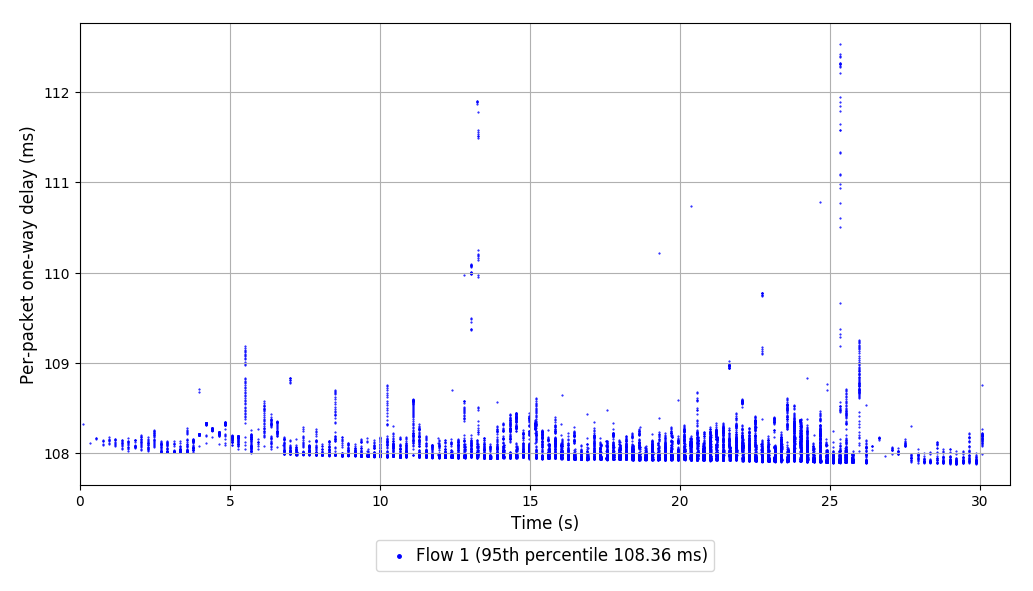 Per-packet one-way delay (ms)
112
111
110
109
108
0 5 10 15 20 25 30
Time (s)
Flow 1 (95th percentile 108.36 ms)